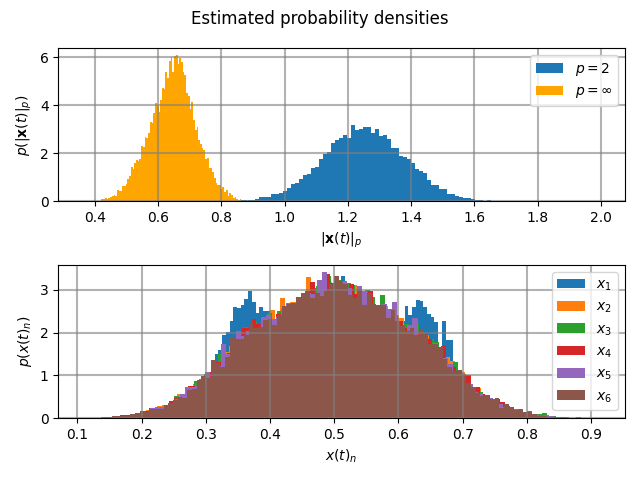 Estimated probability densities
p(|x(t)|ₚ)
6
4
2
0
p = 2
p = ∞
0.4 0.6 0.8 1.0 1.2 1.4 1.6 1.8 2.0
|x(t)|ₚ
p(x(t)ₙ)
3
2
1
0
x₁
x₂
x₃
x₄
x₅
x₆
0.1 0.2 0.3 0.4 0.5 0.6 0.7 0.8 0.9
x(t)ₙ